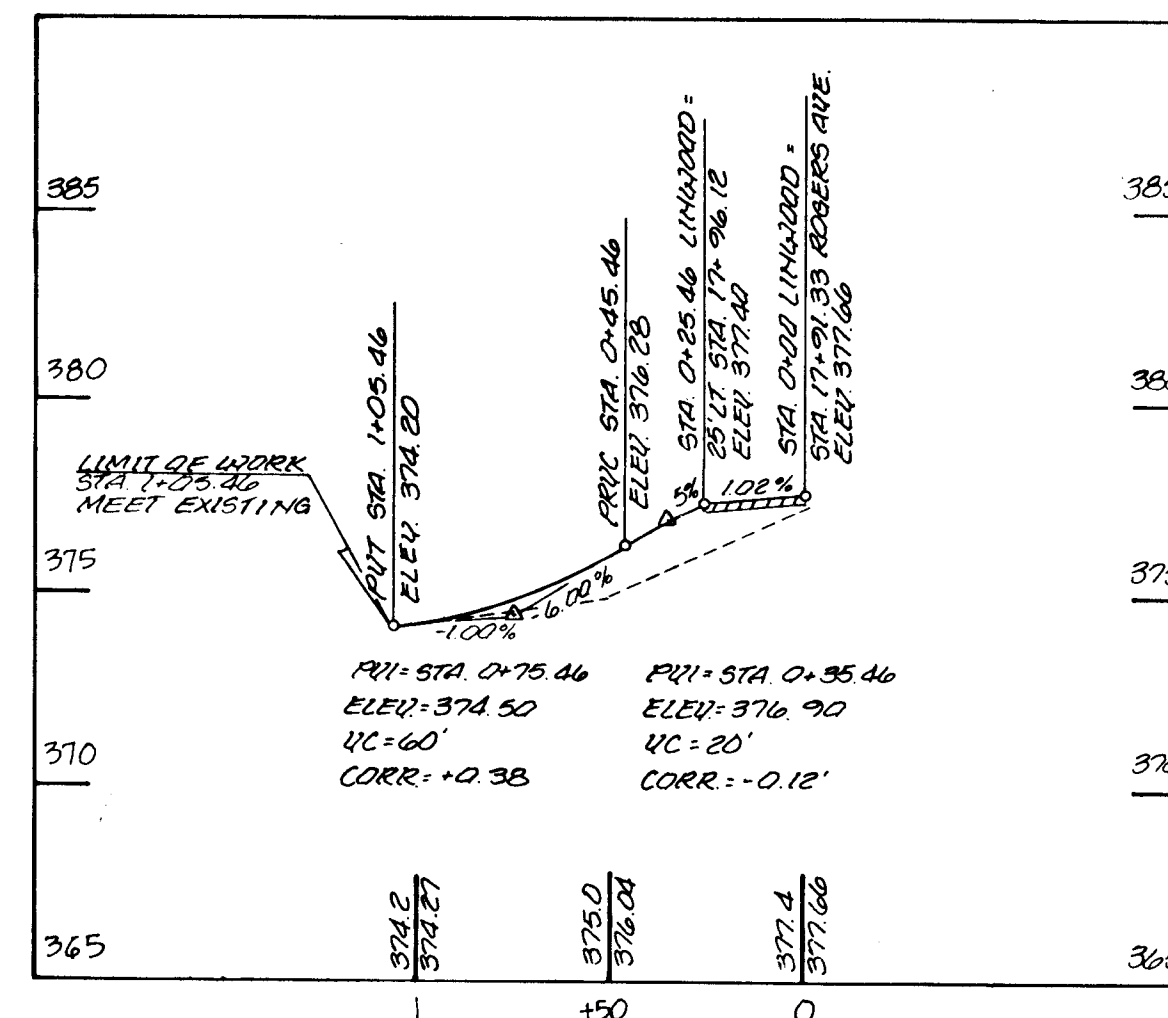 385
380
375
370
365
LIMIT OF WORK
STA. 1+05.46
MEET EXISTING
PVT STA. 1+05.46
ELEV. 374.20
PRVC STA. 0+45.46
ELEV. 376.28
STA. 0+25.46 LINWOOD =
25' LT. STA. 17+96.12
ELEV. 377.40
STA. 0+00 LINWOOD =
STA. 17+91.33 ROGERS AVE.
ELEV. 377.66
5%
1.02%
-6.00%
-1.00%
PVI = STA. 0+75.46
ELEV. = 374.50
VC = 60'
CORR. = +0.38
PVI = STA. 0+35.46
ELEV. = 376.90
VC = 20'
CORR. = -0.12'
374.2
374.27
375.0
376.04
377.4
377.66
1
+50
0